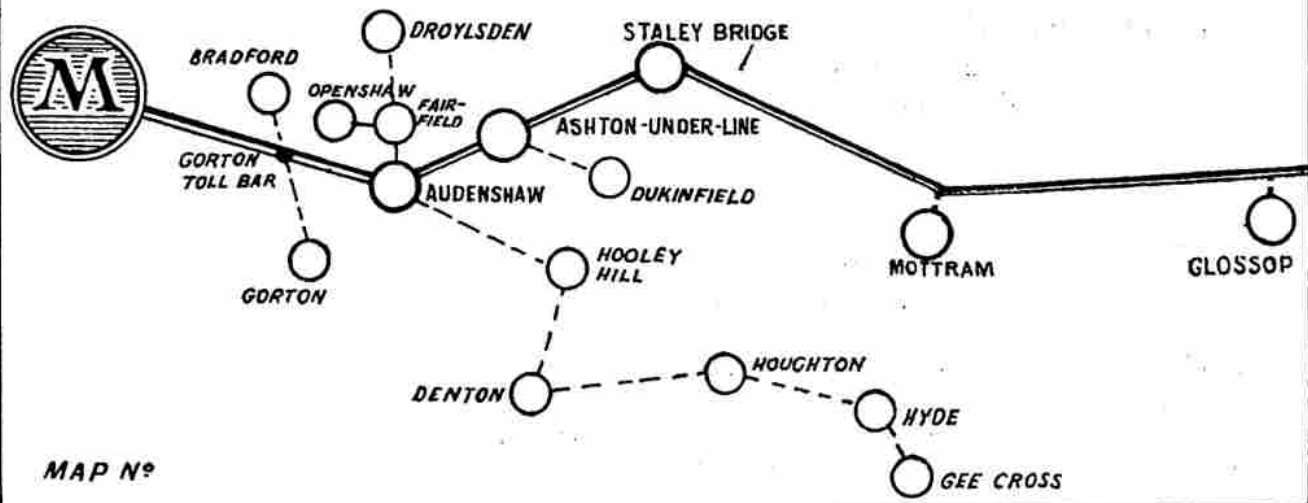 M
BRADFORD
DROYLSDEN
STALEY BRIDGE
OPENSHAW
FAIR-
FIELD
ASHTON-UNDER-LINE
GORTON
TOLL BAR
AUDENSHAW
DUKINFIELD
GORTON
HOOLEY
HILL
MOTTRAM
GLOSSOP
DENTON
HOUGHTON
HYDE
GEE CROSS
MAP Nº